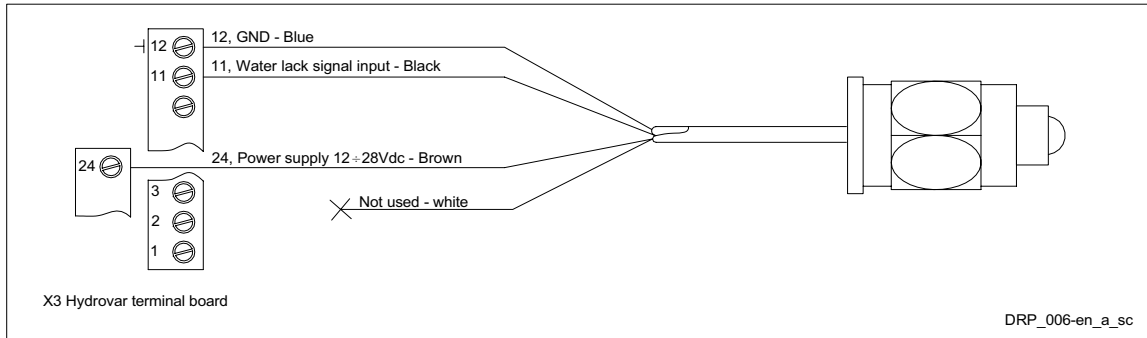 12
12, GND - Blue
11
11, Water lack signal input - Black
24
24, Power supply 12÷28Vdc - Brown
3
Not used - white
2
1
X3 Hydrovar terminal board
DRP_006-en_a_sc